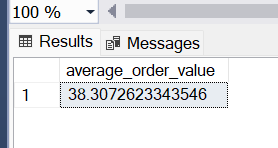 100 %
Results Messages
average_order_value
1 38.3072623343546